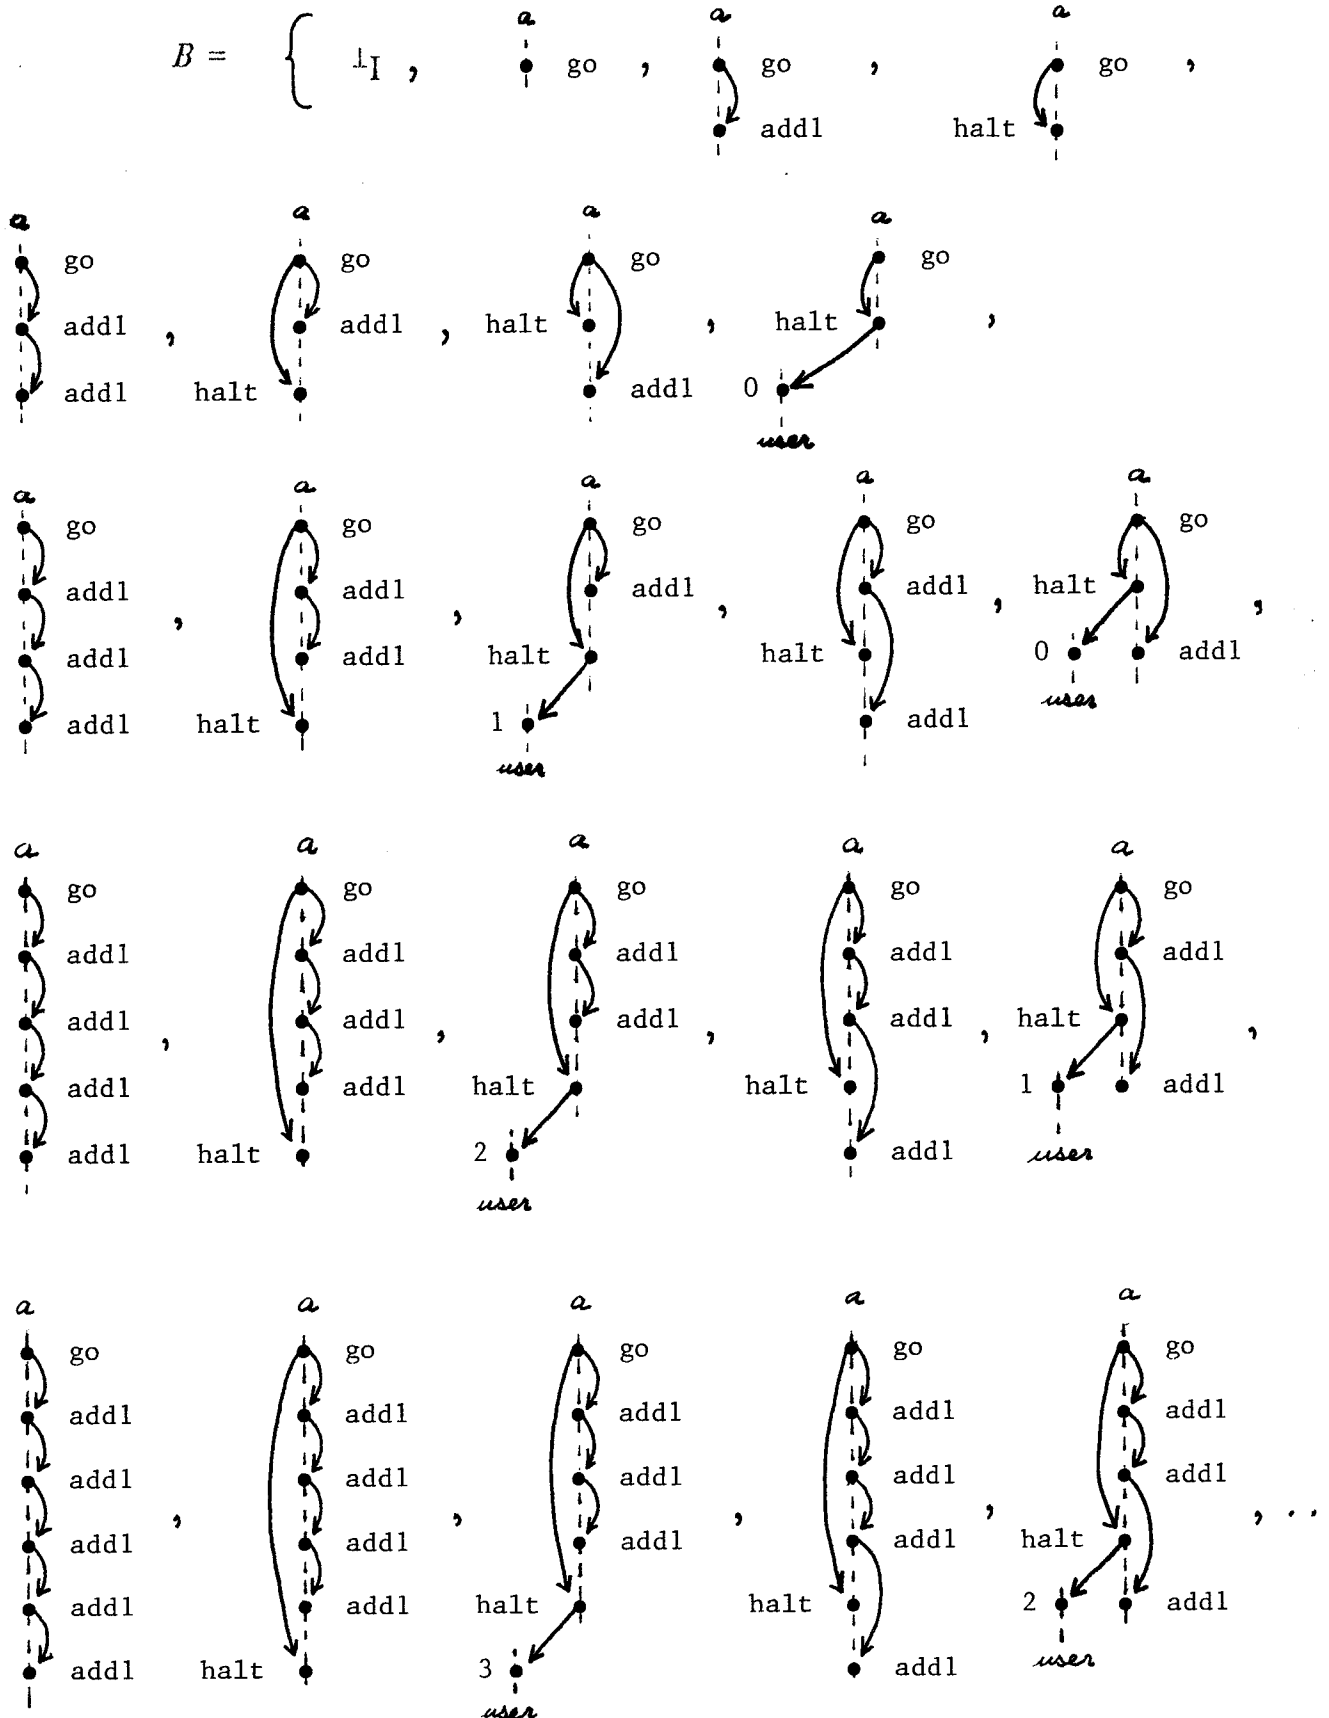 B = { ⊥I , a go , a go add1 , a go halt ,
a a a a
go go go go
add1 , add1 , halt , halt ,
add1 halt add1 0
user
a a a a a
go go go go go
add1 add1 add1 add1 halt
add1 , add1 , halt , halt , 0 add1 ,
add1 halt 1 add1 user
user
a a a a a
go go go go go
add1 add1 add1 add1 add1
add1 , add1 , add1 , add1 , halt ,
add1 add1 halt halt 1 add1
add1 halt 2 add1 user
user
a a a a a
go go go go go
add1 add1 add1 add1 add1
add1 add1 add1 add1 add1
add1 , add1 , add1 , add1 , halt , ..
add1 add1 halt halt 2 add1
add1 halt 3 add1 user
user